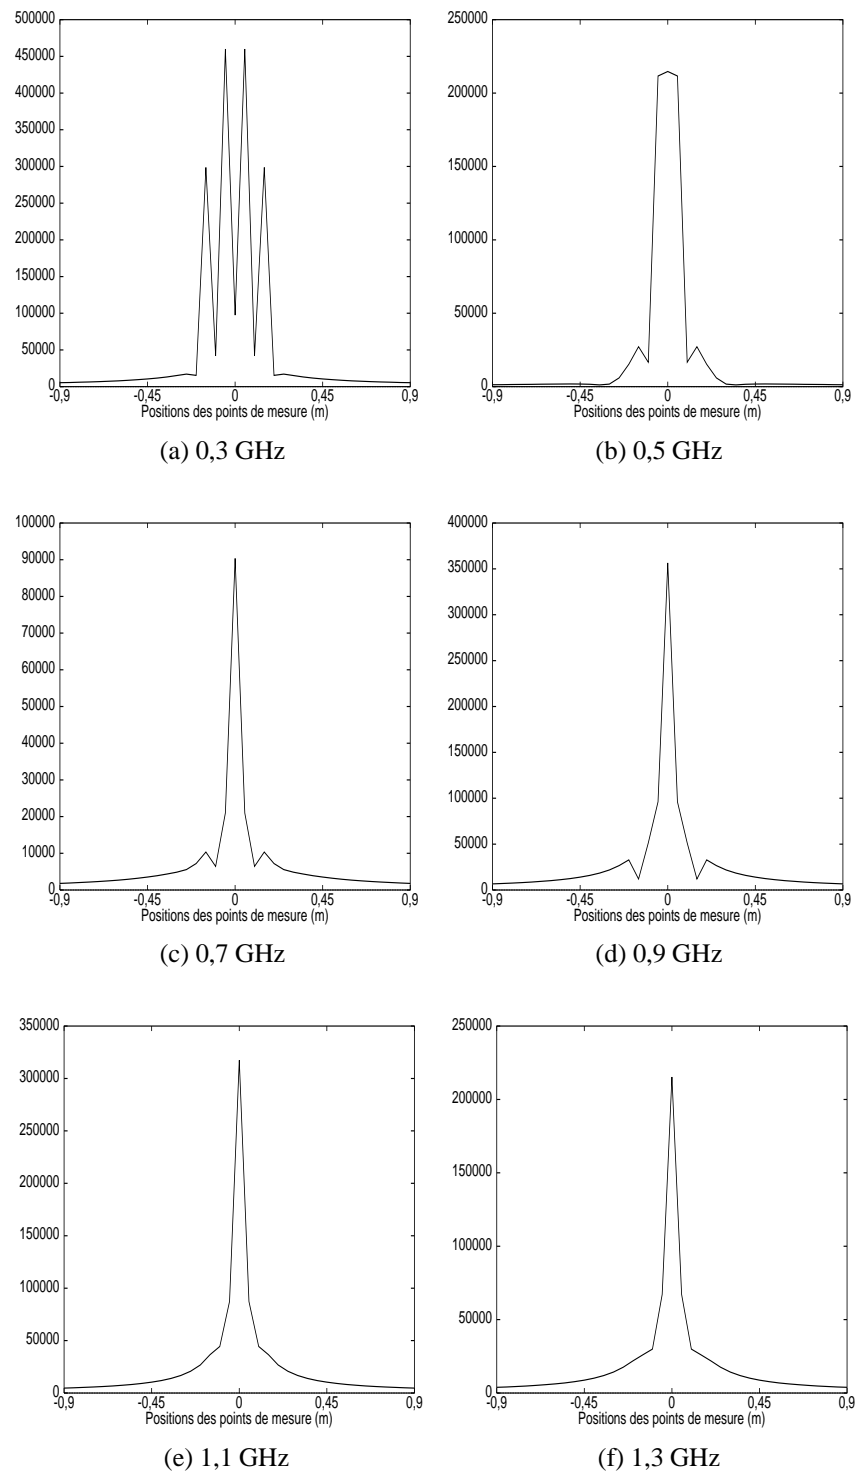 500000
450000
400000
350000
300000
250000
200000
150000
100000
50000
0
-0,9 -0,45 0 0,45 0,9
Positions des points de mesure (m)
(a) 0,3 GHz
250000
200000
150000
100000
50000
0
-0,9 -0,45 0 0,45 0,9
Positions des points de mesure (m)
(b) 0,5 GHz
100000
90000
80000
70000
60000
50000
40000
30000
20000
10000
0
-0,9 -0,45 0 0,45 0,9
Positions des points de mesure (m)
(c) 0,7 GHz
400000
350000
300000
250000
200000
150000
100000
50000
0
-0,9 -0,45 0 0,45 0,9
Positions des points de mesure (m)
(d) 0,9 GHz
350000
300000
250000
200000
150000
100000
50000
0
-0,9 -0,45 0 0,45 0,9
Positions des points de mesure (m)
(e) 1,1 GHz
250000
200000
150000
100000
50000
0
-0,9 -0,45 0 0,45 0,9
Positions des points de mesure (m)
(f) 1,3 GHz